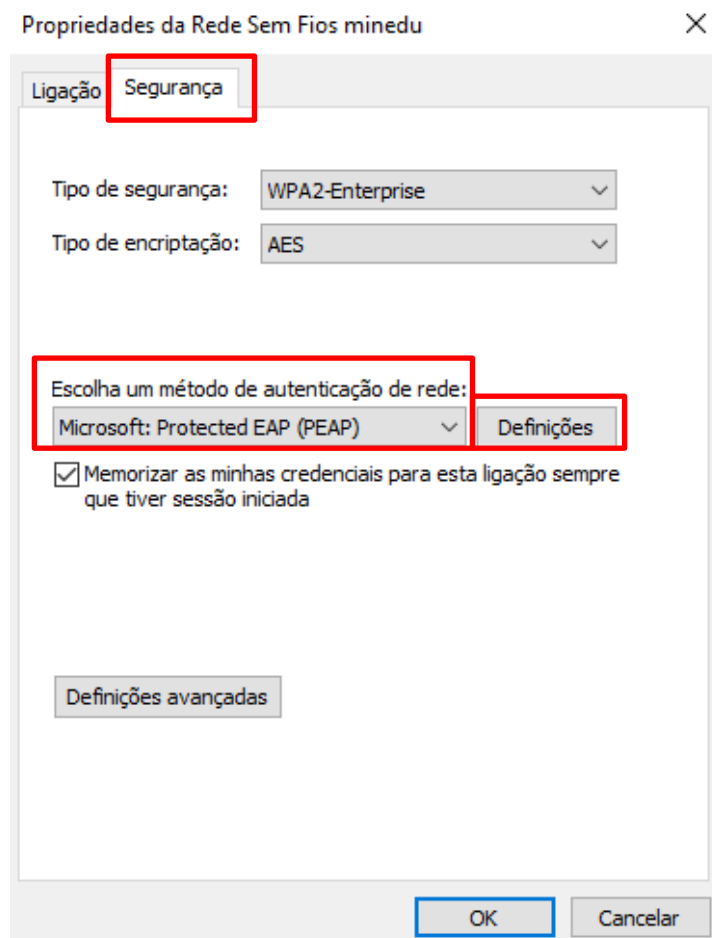 Propriedades da Rede Sem Fios minedu
Ligação Segurança
Tipo de segurança: WPA2-Enterprise
Tipo de encriptação: AES
Escolha um método de autenticação de rede:
Microsoft: Protected EAP (PEAP) Definições
Memorizar as minhas credenciais para esta ligação sempre
que tiver sessão iniciada
Definições avançadas
OK Cancelar